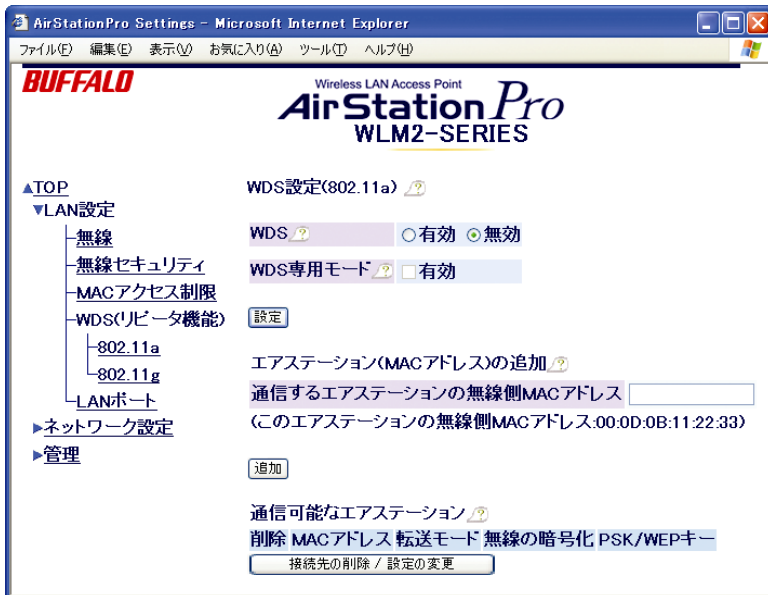 AirStationPro Settings - Microsoft Internet Explorer
ファイル(F) 編集(E) 表示(V) お気に入り(A) ツール(T) ヘルプ(H)
BUFFALO
Wireless LAN Access Point
AirStation Pro
WLM2-SERIES
▲TOP
▼LAN設定
無線
無線セキュリティ
MACアクセス制限
WDS(リピータ機能)
802.11a
802.11g
LANポート
▶ネットワーク設定
▶管理
WDS設定(802.11a) ?
WDS ? 有効 無効
WDS専用モード ? 有効
設定
エアステーション(MACアドレス)の追加 ?
通信するエアステーションの無線側MACアドレス
(このエアステーションの無線側MACアドレス:00:0D:0B:11:22:33)
追加
通信可能なエアステーション ?
削除 MACアドレス 転送モード 無線の暗号化 PSK/WEPキー
接続先の削除 / 設定の変更